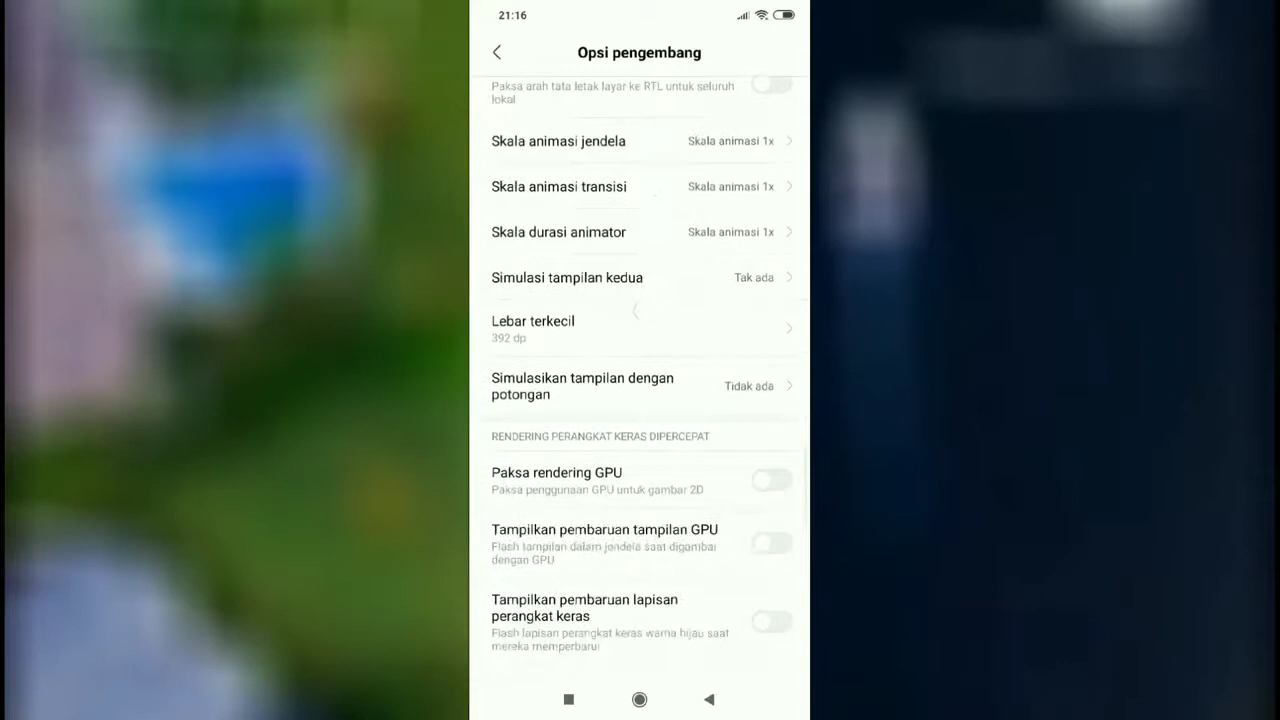 21:16
Opsi pengembang
Paksa arah tata letak layar ke RTL untuk seluruh
lokal
Skala animasi jendela Skala animasi 1x
Skala animasi transisi Skala animasi 1x
Skala durasi animator Skala animasi 1x
Simulasi tampilan kedua Tak ada
Lebar terkecil
392 dp
Simulasikan tampilan dengan
potongan Tidak ada
RENDERING PERANGKAT KERAS DIPERCEPAT
Paksa rendering GPU
Paksa penggunaan GPU untuk gambar 2D
Tampilkan pembaruan tampilan GPU
Flash tampilan dalam jendela saat digambar
dengan GPU
Tampilkan pembaruan lapisan
perangkat keras
Flash lapisan perangkat keras warna hijau saat
mereka memperbarui